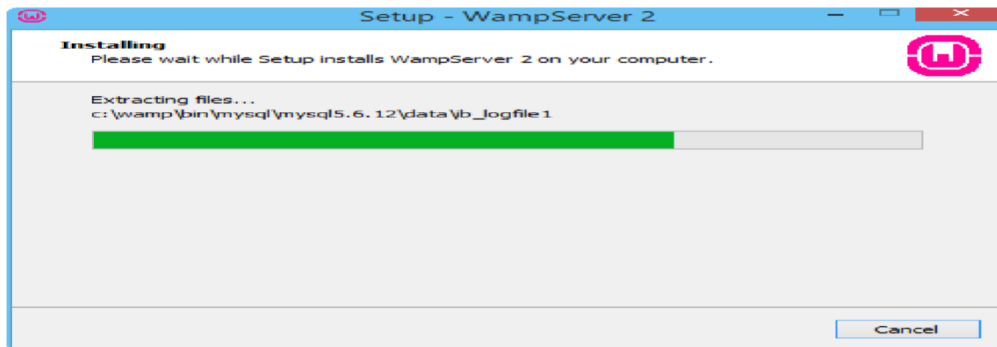 Setup - WampServer 2
Installing
Please wait while Setup installs WampServer 2 on your computer.
Extracting files...
c:\wamp\bin\mysql\mysql5.6.12\data\ib_logfile1
Cancel